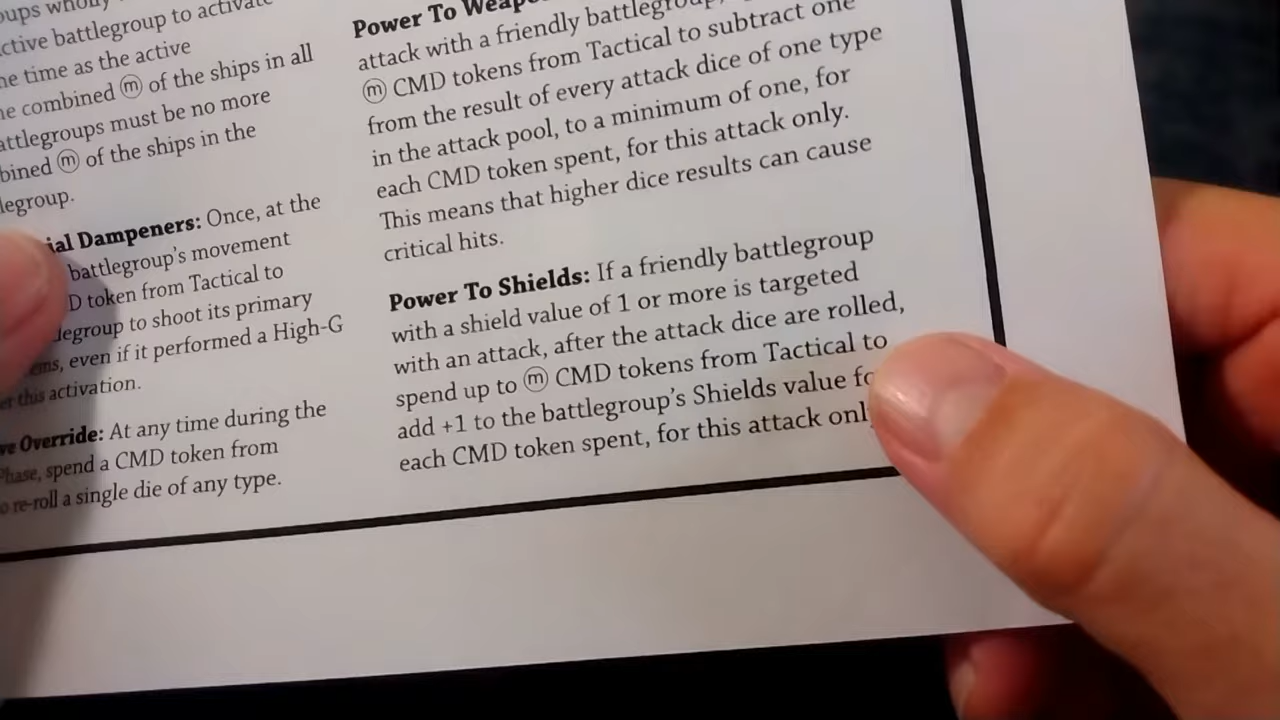 oups wholly
ctive battlegroup to activate
ne time as the active
ne combined ⓜ of the ships in all
attlegroups must be no more
bined ⓜ of the ships in the
legroup.
ial Dampeners: Once, at the
battlegroup's movement
D token from Tactical to
legroup to shoot its primary
ems, even if it performed a High-G
er this activation.
ve Override: At any time during the
Phase, spend a CMD token from
o re-roll a single die of any type.
Power To Weapo
attack with a friendly battlegroup,
ⓜ CMD tokens from Tactical to subtract one
from the result of every attack dice of one type
in the attack pool, to a minimum of one, for
each CMD token spent, for this attack only.
This means that higher dice results can cause
critical hits.
Power To Shields: If a friendly battlegroup
with a shield value of 1 or more is targeted
with an attack, after the attack dice are rolled,
spend up to ⓜ CMD tokens from Tactical to
add +1 to the battlegroup's Shields value fo
each CMD token spent, for this attack onl